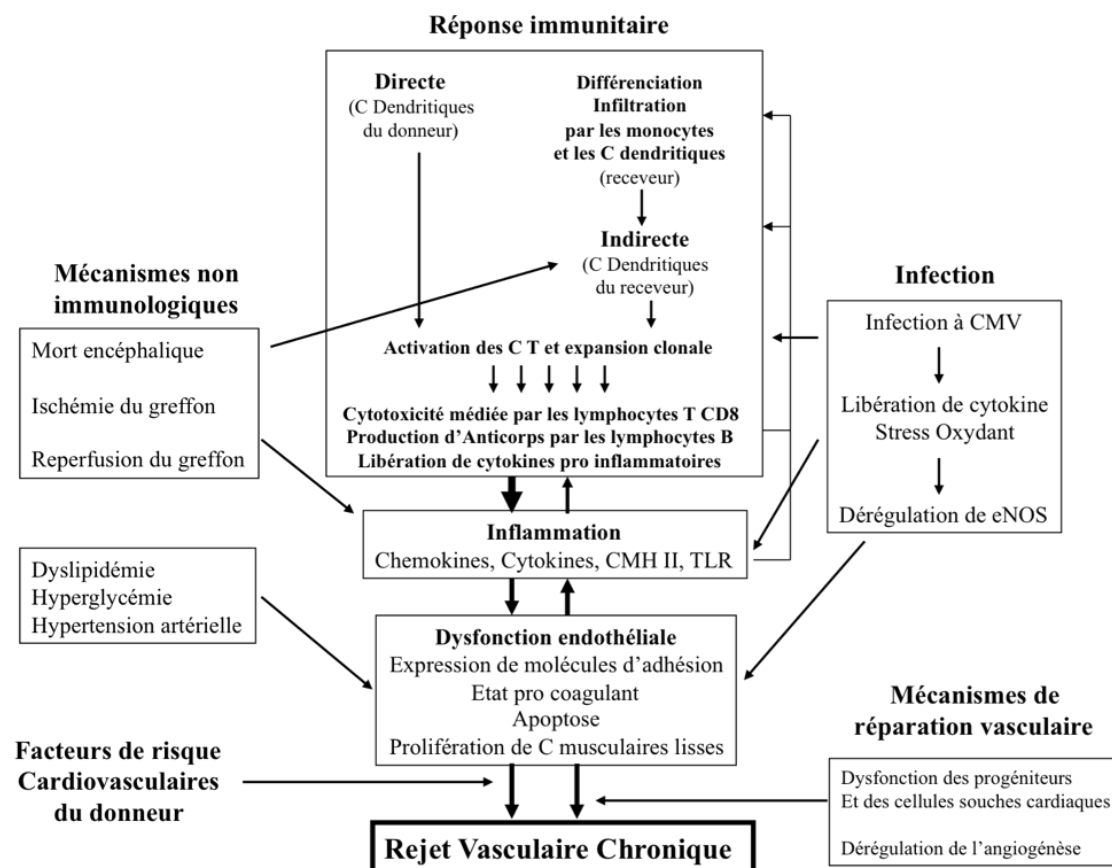 Réponse immunitaire
Directe
(C Dendritiques
du donneur)
Différenciation
Infiltration
par les monocytes
et les C dendritiques
(receveur)
Indirecte
(C Dendritiques
du receveur)
Activation des C T et expansion clonale
Cytotoxicité médiée par les lymphocytes T CD8
Production d'Anticorps par les lymphocytes B
Libération de cytokines pro inflammatoires
Mécanismes non
immunologiques
Mort encéphalique
Ischémie du greffon
Reperfusion du greffon
Infection
Infection à CMV
Libération de cytokine
Stress Oxydant
Dérégulation de eNOS
Inflammation
Chemokines, Cytokines, CMH II, TLR
Dyslipidémie
Hyperglycémie
Hypertension artérielle
Dysfonction endothéliale
Expression de molécules d'adhésion
Etat pro coagulant
Apoptose
Prolifération de C musculaires lisses
Facteurs de risque
Cardiovasculaires
du donneur
Mécanismes de
réparation vasculaire
Dysfonction des progéniteurs
Et des cellules souches cardiaques
Dérégulation de l'angiogénèse
Rejet Vasculaire Chronique